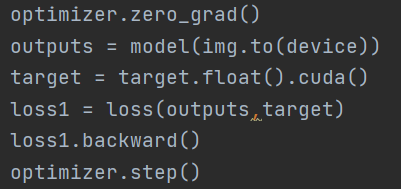 optimizer.zero_grad()
outputs = model(img.to(device))
target = target.float().cuda()
loss1 = loss(outputs,target)
loss1.backward()
optimizer.step()